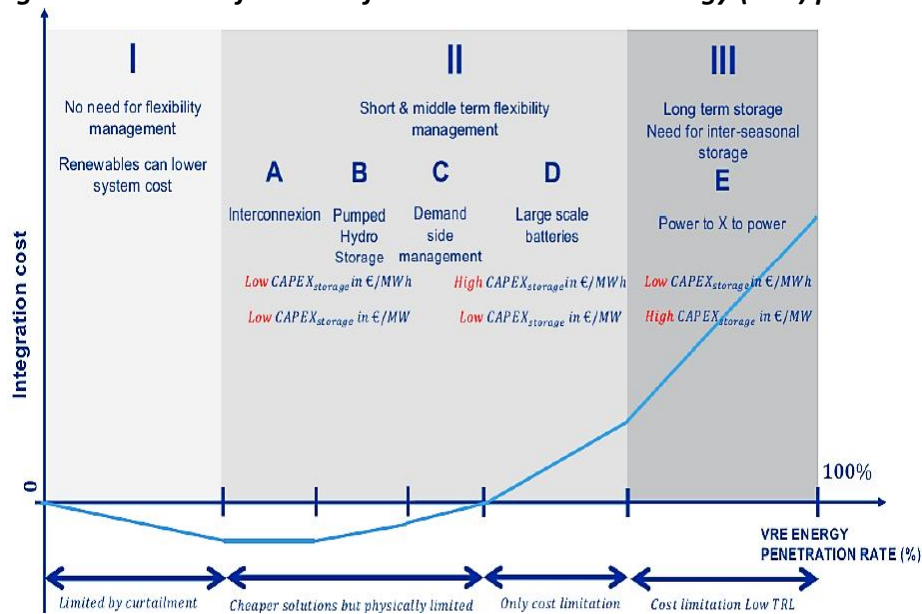 I
No need for flexibility
management
Renewables can lower
system cost
II
Short & middle term flexibility
management
A
Interconnexion
B
Pumped
Hydro
Storage
C
Demand
side
management
D
Large scale
batteries
Low CAPEXstorage in €/MWh
Low CAPEXstorage in €/MW
High CAPEXstorage in €/MWh
Low CAPEXstorage in €/MW
III
Long term storage
Need for inter-seasonal
storage
E
Power to X to power
Low CAPEXstorage in €/MWh
High CAPEXstorage in €/MW
Integration cost
0
100%
VRE ENERGY
PENETRATION RATE (%)
Limited by curtailment
Cheaper solutions but physically limited
Only cost limitation
Cost limitation Low TRL